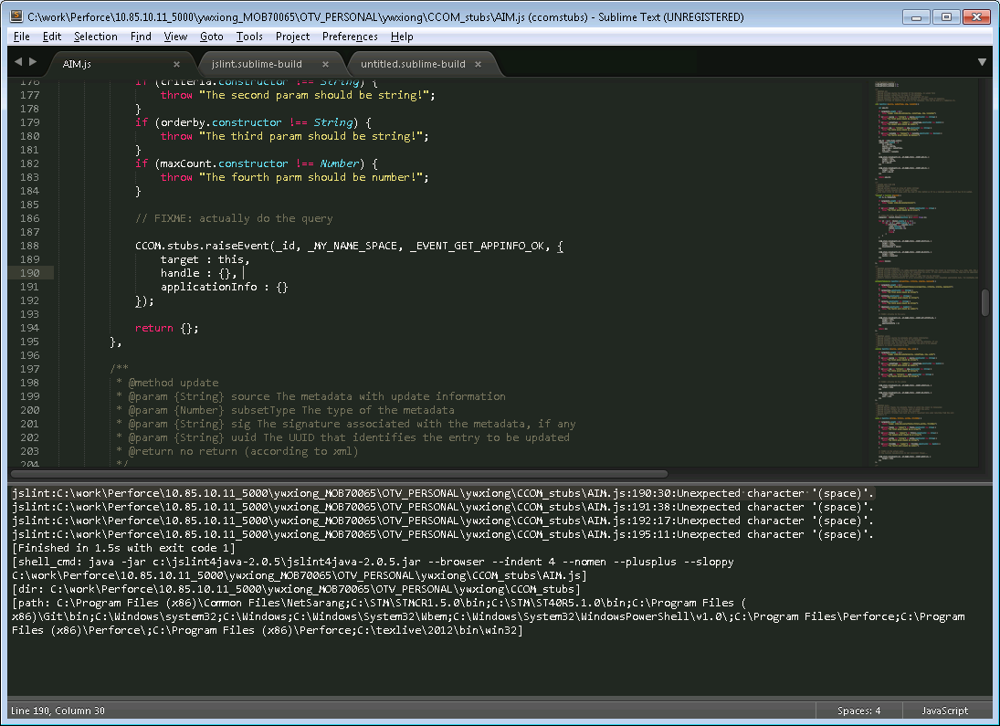 C:\work\Perforce\10.85.10.11_5000\ywxiong_MOB70065\OTV_PERSONAL\ywxiong\CCOM_stubs\AIM.js (ccomstubs) - Sublime Text (UNREGISTERED)
File Edit Selection Find View Goto Tools Project Preferences Help
AIM.js × jslint.sublime-build × untitled.sublime-build ×
176 if (criteria.constructor !== String) {
177 throw "The second param should be string!";
178 }
179 if (orderby.constructor !== String) {
180 throw "The third param should be string!";
181 }
182 if (maxCount.constructor !== Number) {
183 throw "The fourth parm should be number!";
184 }
185
186 // FIXME: actually do the query
187
188 CCOM.stubs.raiseEvent(_id, _MY_NAME_SPACE, _EVENT_GET_APPINFO_OK, {
189 target : this,
190 handle : {},
191 applicationInfo : {}
192 });
193
194 return {};
195 },
196
197 /**
198 * @method update
199 * @param {String} source The metadata with update information
200 * @param {Number} subsetType The type of the metadata
201 * @param {String} sig The signature associated with the metadata, if any
202 * @param {String} uuid The UUID that identifies the entry to be updated
203 * @return no return (according to xml)
204 */
jslint:C:\work\Perforce\10.85.10.11_5000\ywxiong_MOB70065\OTV_PERSONAL\ywxiong\CCOM_stubs\AIM.js:190:30:Unexpected character '(space)'.
jslint:C:\work\Perforce\10.85.10.11_5000\ywxiong_MOB70065\OTV_PERSONAL\ywxiong\CCOM_stubs\AIM.js:191:38:Unexpected character '(space)'.
jslint:C:\work\Perforce\10.85.10.11_5000\ywxiong_MOB70065\OTV_PERSONAL\ywxiong\CCOM_stubs\AIM.js:192:17:Unexpected character '(space)'.
jslint:C:\work\Perforce\10.85.10.11_5000\ywxiong_MOB70065\OTV_PERSONAL\ywxiong\CCOM_stubs\AIM.js:195:11:Unexpected character '(space)'.
[Finished in 1.5s with exit code 1]
[shell_cmd: java -jar c:\jslint4java-2.0.5\jslint4java-2.0.5.jar --browser --indent 4 --nomen --plusplus --sloppy
C:\work\Perforce\10.85.10.11_5000\ywxiong_MOB70065\OTV_PERSONAL\ywxiong\CCOM_stubs\AIM.js]
[dir: C:\work\Perforce\10.85.10.11_5000\ywxiong_MOB70065\OTV_PERSONAL\ywxiong\CCOM_stubs]
[path: C:\Program Files (x86)\Common Files\NetSarang;C:\STM\STMCR1.5.0\bin;C:\STM\ST40R5.1.0\bin;C:\Program Files (
x86)\Git\bin;C:\Windows\system32;C:\Windows;C:\Windows\System32\Wbem;C:\Windows\System32\WindowsPowerShell\v1.0\;C:\Program Files\Perforce;C:\Program
Files (x86)\Perforce\;C:\Program Files (x86)\Perforce;C:\texlive\2012\bin\win32]
Line 190, Column 30 Spaces: 4 JavaScript